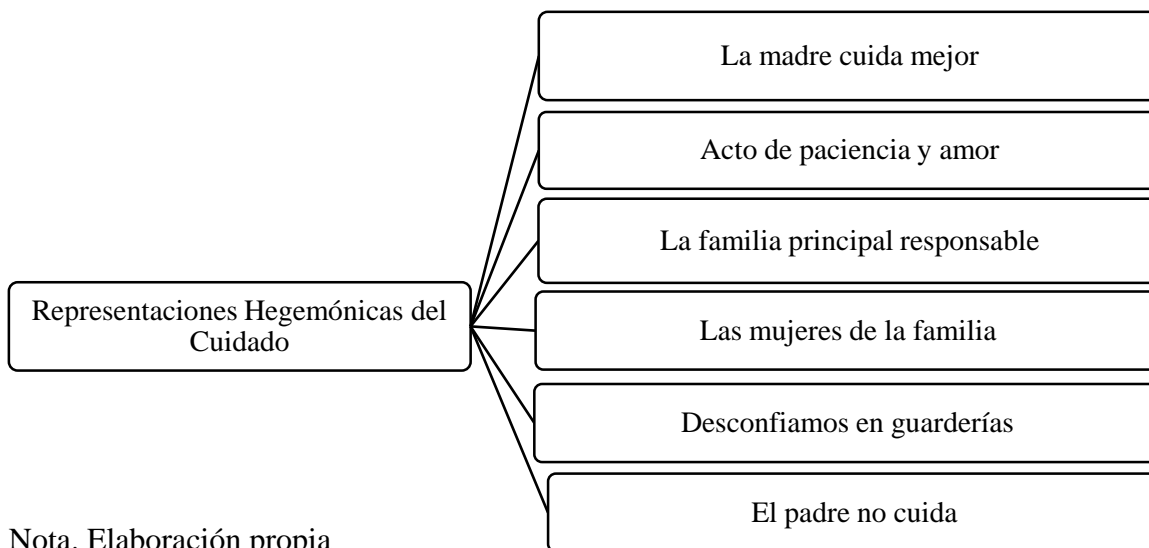 La madre cuida mejor
Acto de paciencia y amor
La familia principal responsable
Representaciones Hegemónicas del
Cuidado
Las mujeres de la familia
Desconfiamos en guarderías
El padre no cuida
Nota. Elaboración propia